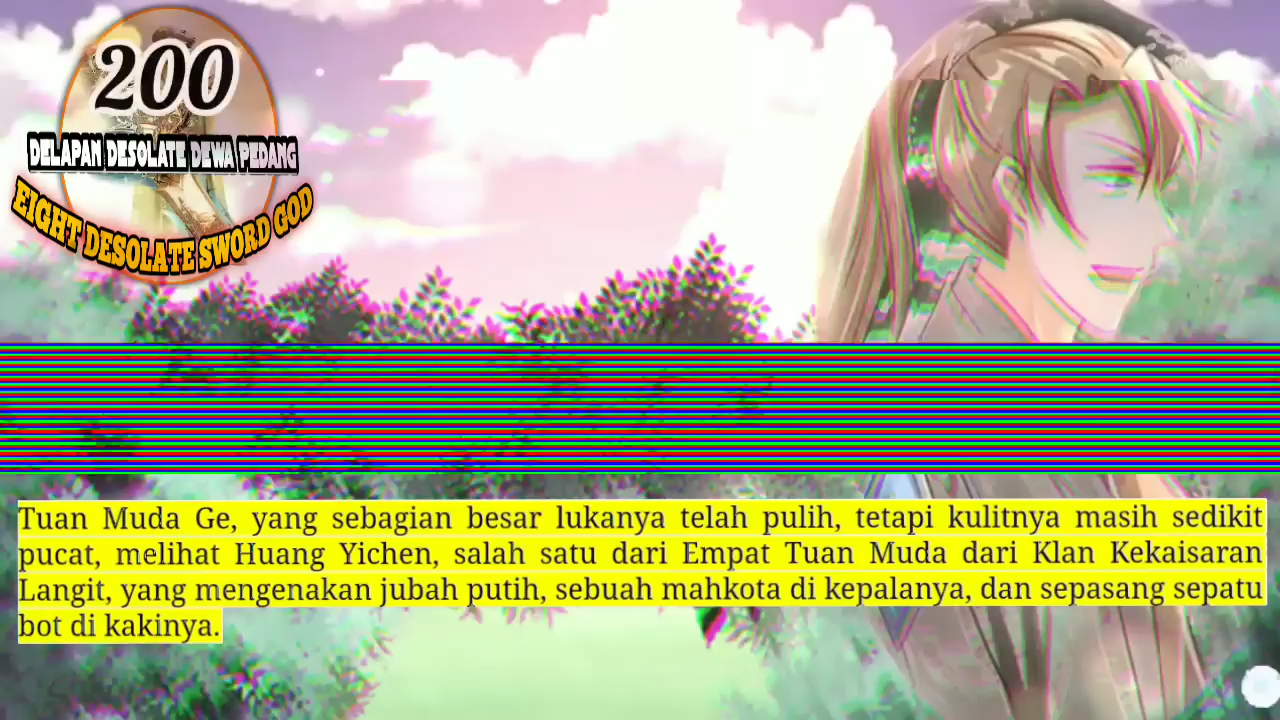 200
DELAPAN DESOLATE DEWA PEDANG
EIGHT DESOLATE SWORD GOD
Tuan Muda Ge, yang sebagian besar lukanya telah pulih, tetapi kulitnya masih sedikit
pucat, melihat Huang Yichen, salah satu dari Empat Tuan Muda dari Klan Kekaisaran
Langit, yang mengenakan jubah putih, sebuah mahkota di kepalanya, dan sepasang sepatu
bot di kakinya.